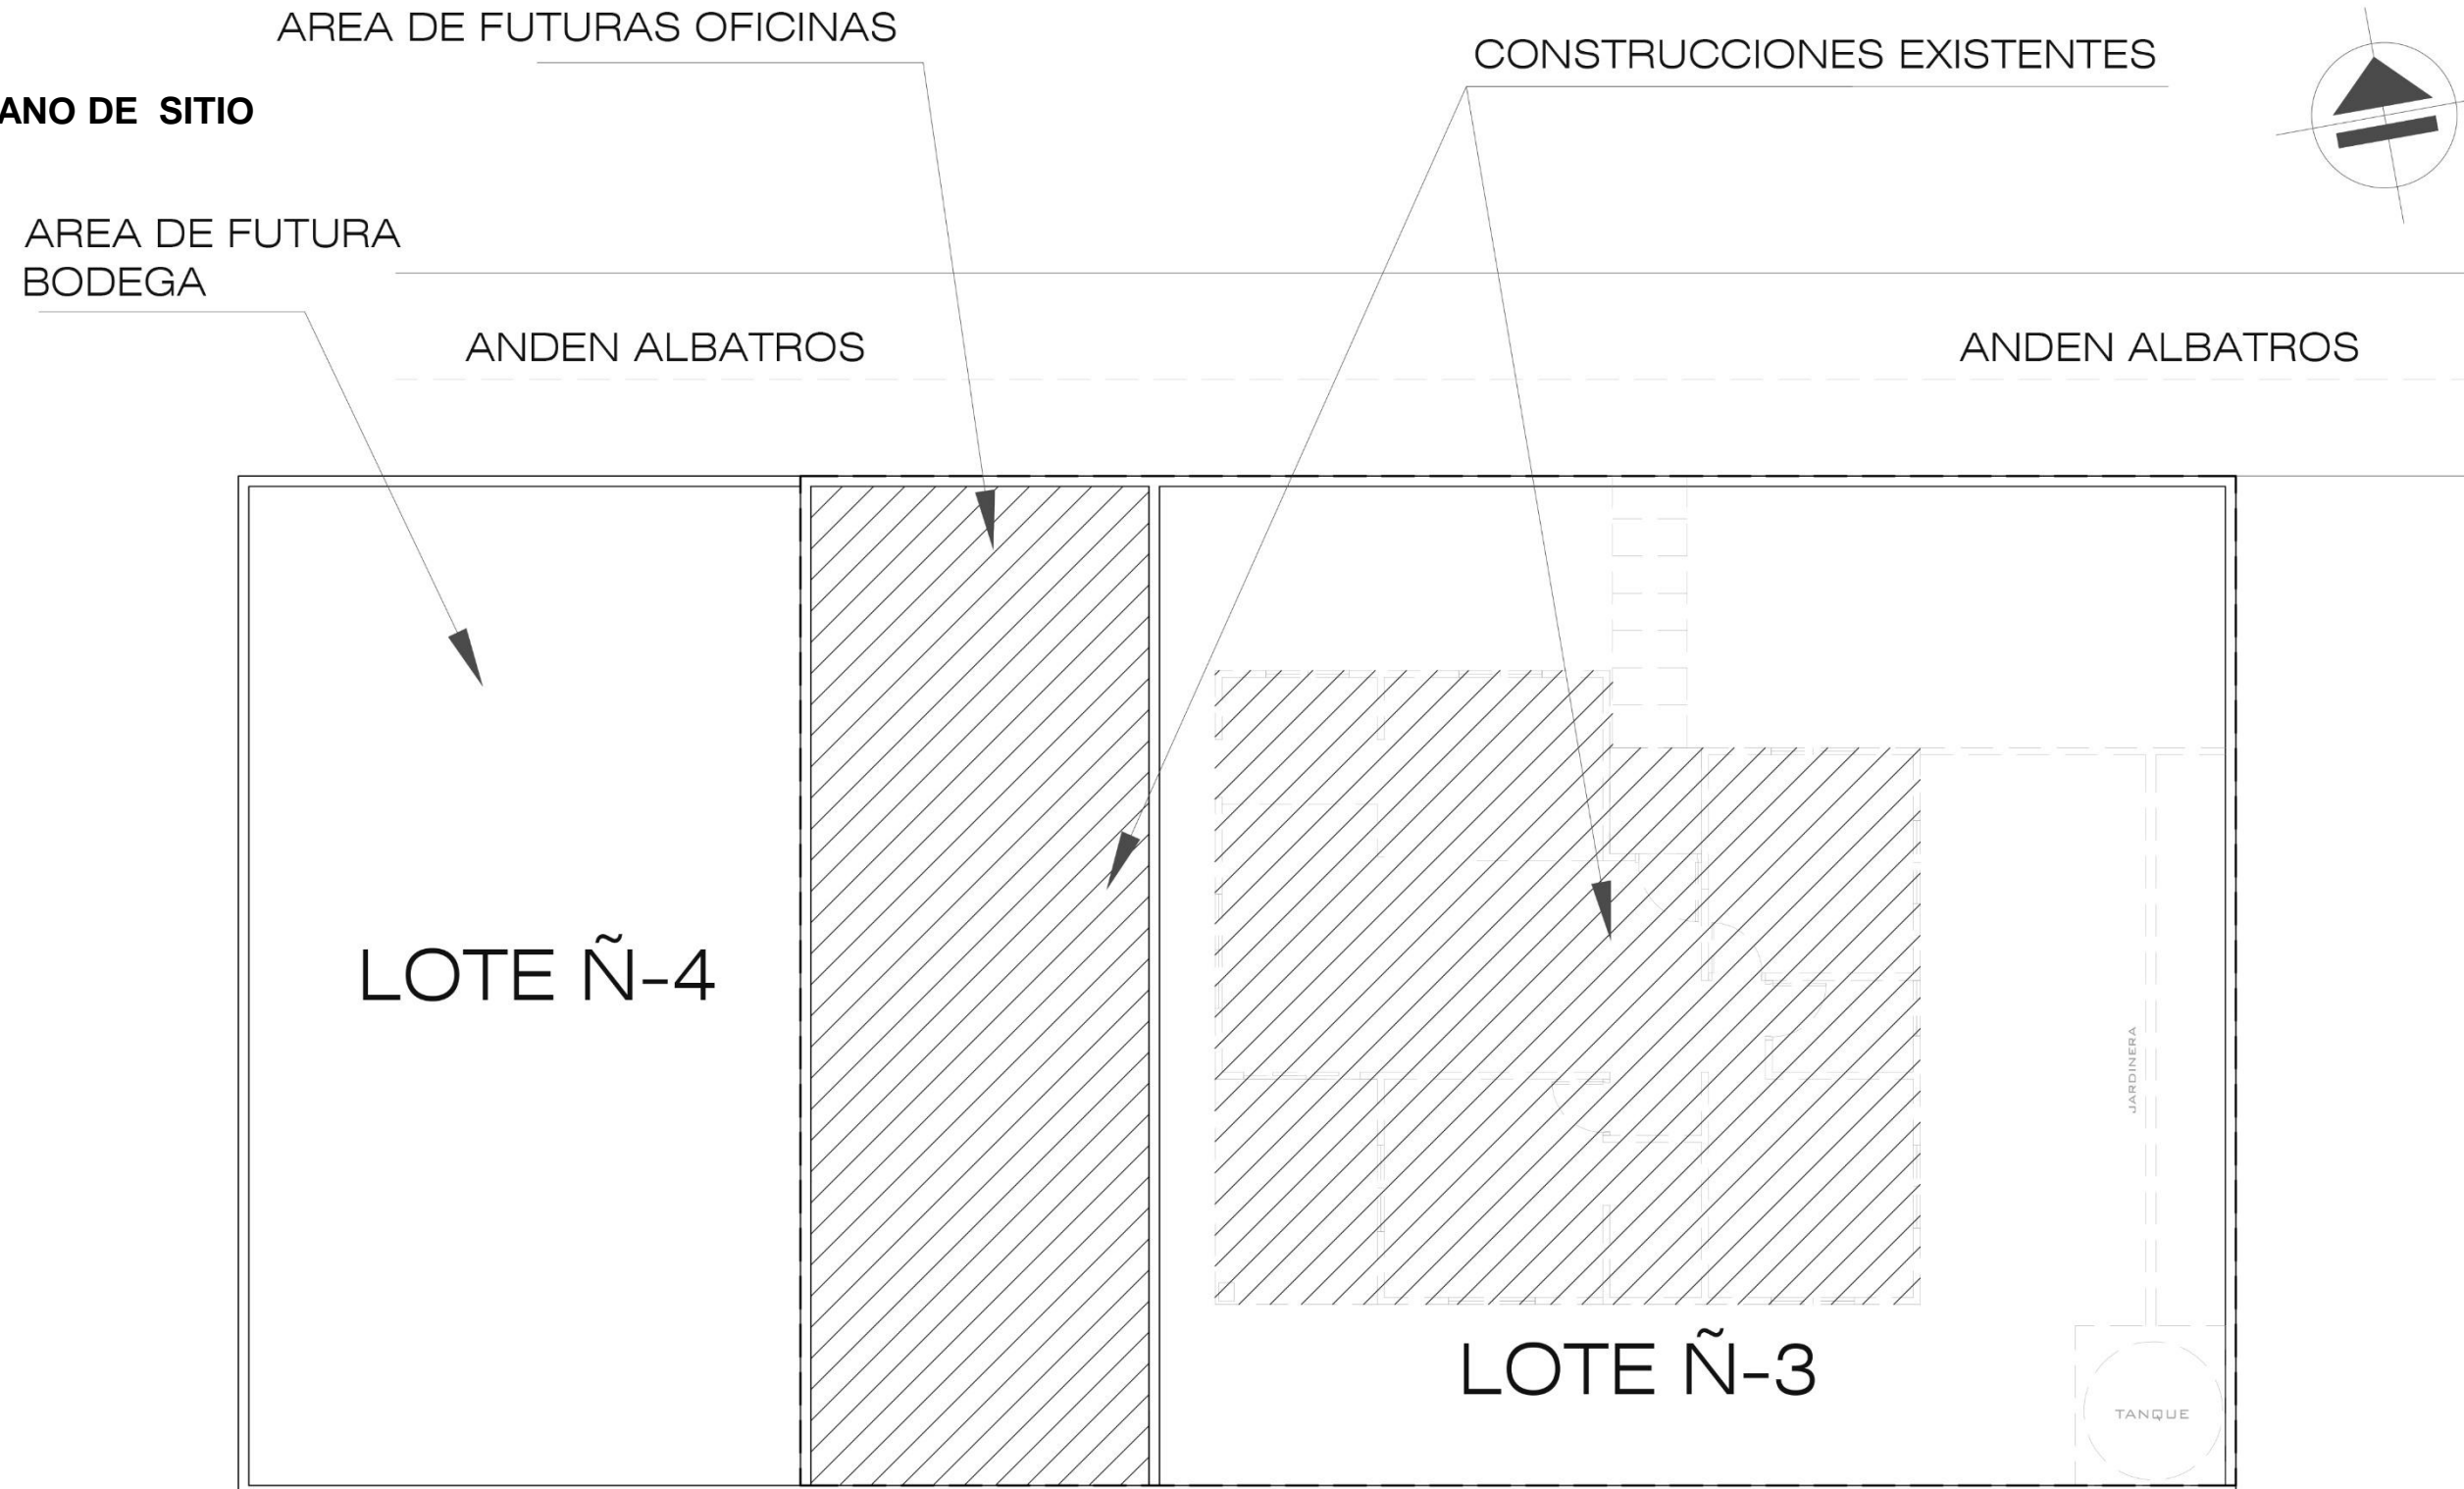 AREA DE FUTURAS OFICINAS
CONSTRUCCIONES EXISTENTES
ANO DE SITIO
AREA DE FUTURA
BODEGA
ANDEN ALBATROS
ANDEN ALBATROS
LOTE Ñ-4
JARDINERA
LOTE Ñ-3
TANQUE